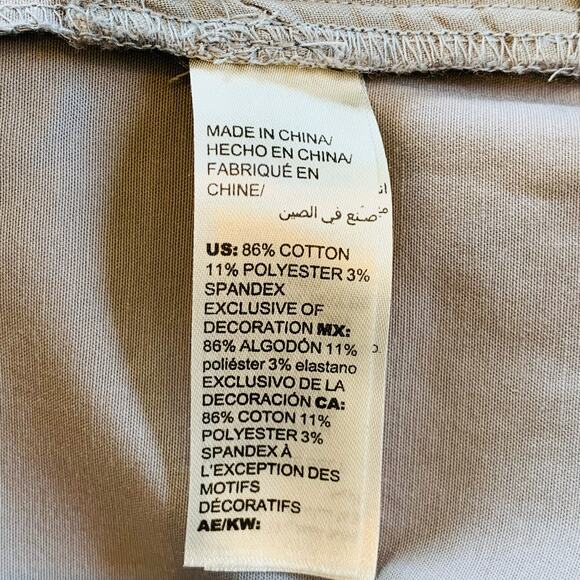 MADE IN CHINA/
HECHO EN CHINA/
FABRIQUÉ EN
CHINE/
صنع في الصين
US: 86% COTTON
11% POLYESTER 3%
SPANDEX
EXCLUSIVE OF
DECORATION MX:
86% ALGODÓN 11%
poliéster 3% elastano
EXCLUSIVO DE LA
DECORACIÓN CA:
86% COTON 11%
POLYESTER 3%
SPANDEX À
L'EXCEPTION DES
MOTIFS
DÉCORATIFS
AE/KW: